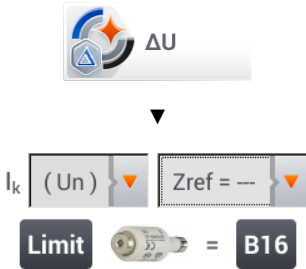 ΔU
▼
Ik ( Un ) Zref = ---
Limit = B16